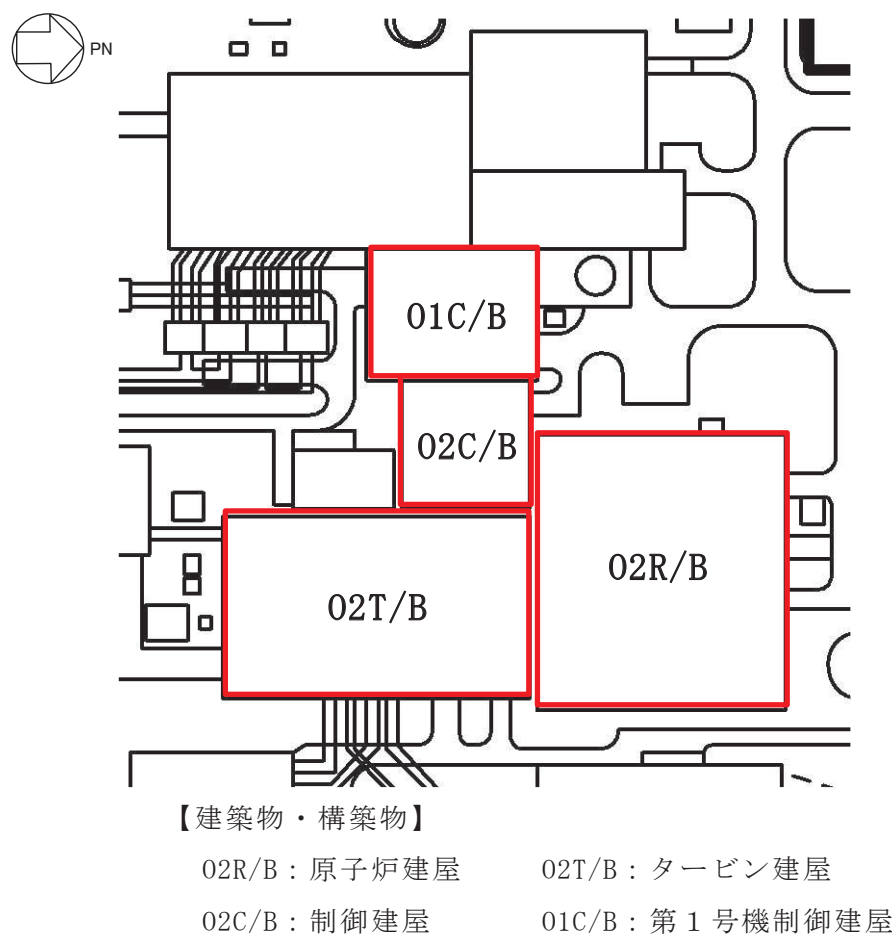 PN
01C/B
02C/B
02R/B
02T/B
【建築物・構築物】
02R/B：原子炉建屋 02T/B：タービン建屋
02C/B：制御建屋 01C/B：第１号機制御建屋